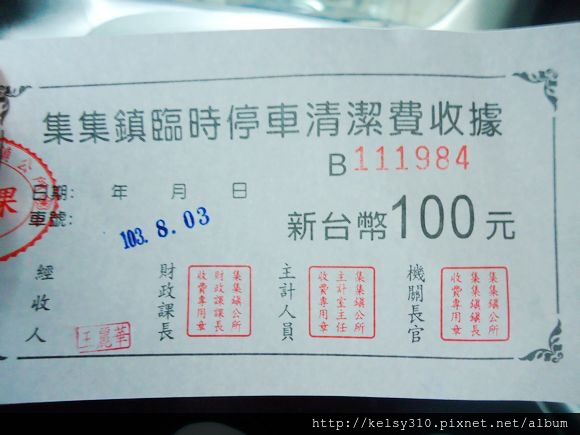 集集鎮臨時停車清潔費收據
B111984
日期: 年 月 日
車號:
103. 8. 03
新台幣100元
經收人
王麗華
財政課長
集集鎮公所
財政課課長
收費專用章
主計人員
集集鎮公所
主計室主任
收費專用章
機關長官
集集鎮公所
集集鎮鎮長
收費專用章
http://kelsy310.pixnet.net/album